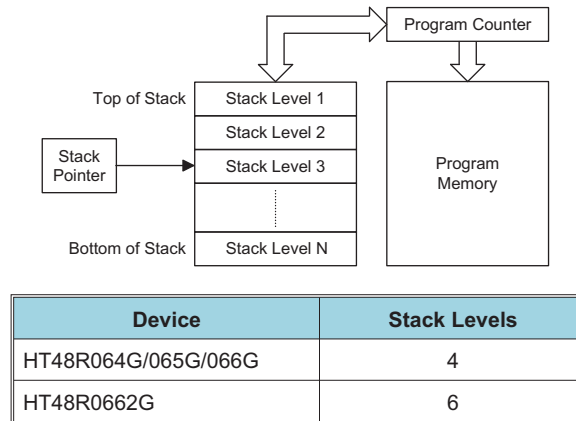 Program Counter
Top of Stack
Stack Level 1
Stack Level 2
Stack Pointer
Stack Level 3
Program
Memory
Bottom of Stack
Stack Level N
Device Stack Levels
HT48R064G/065G/066G 4
HT48R0662G 6